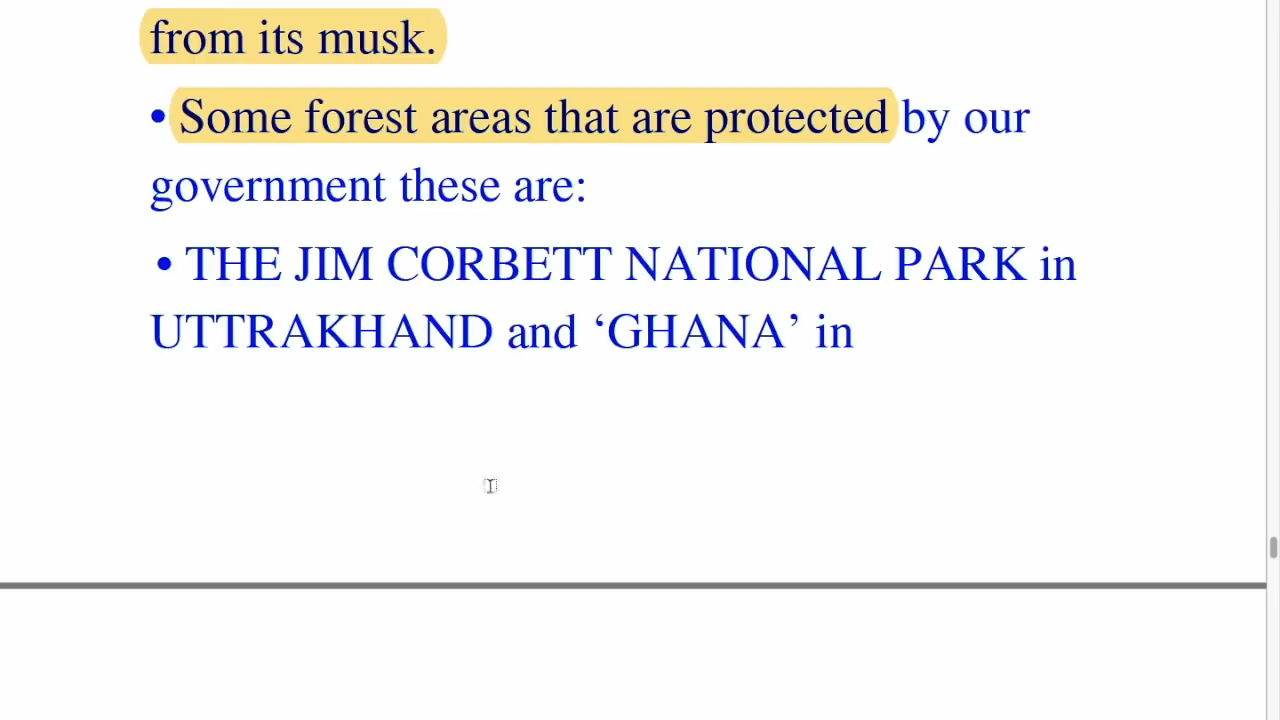 from its musk.
• Some forest areas that are protected by our
government these are:
• THE JIM CORBETT NATIONAL PARK in
UTTRAKHAND and ‘GHANA’ in